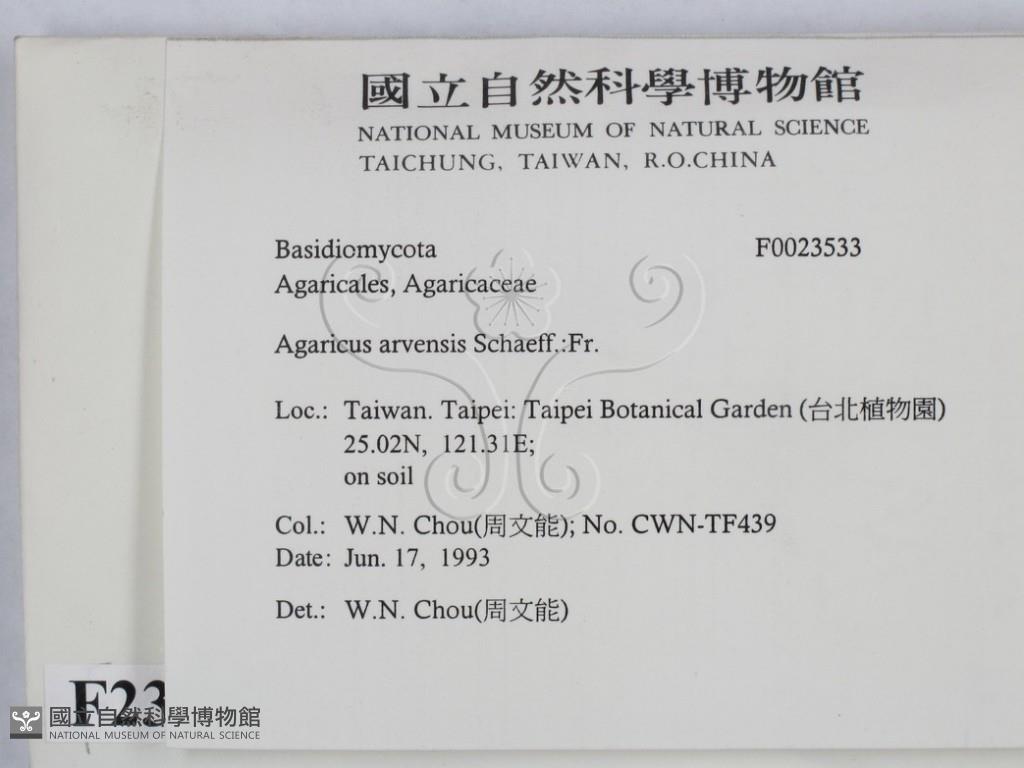 國立自然科學博物館
NATIONAL MUSEUM OF NATURAL SCIENCE
TAICHUNG, TAIWAN, R.O.CHINA
Basidiomycota F0023533
Agaricales, Agaricaceae
Agaricus arvensis Schaeff.:Fr.
Loc.: Taiwan. Taipei: Taipei Botanical Garden (台北植物園)
25.02N, 121.31E;
on soil
Col.: W.N. Chou(周文能); No. CWN-TF439
Date: Jun. 17, 1993
Det.: W.N. Chou(周文能)
F23
國立自然科學博物館
NATIONAL MUSEUM OF NATURAL SCIENCE